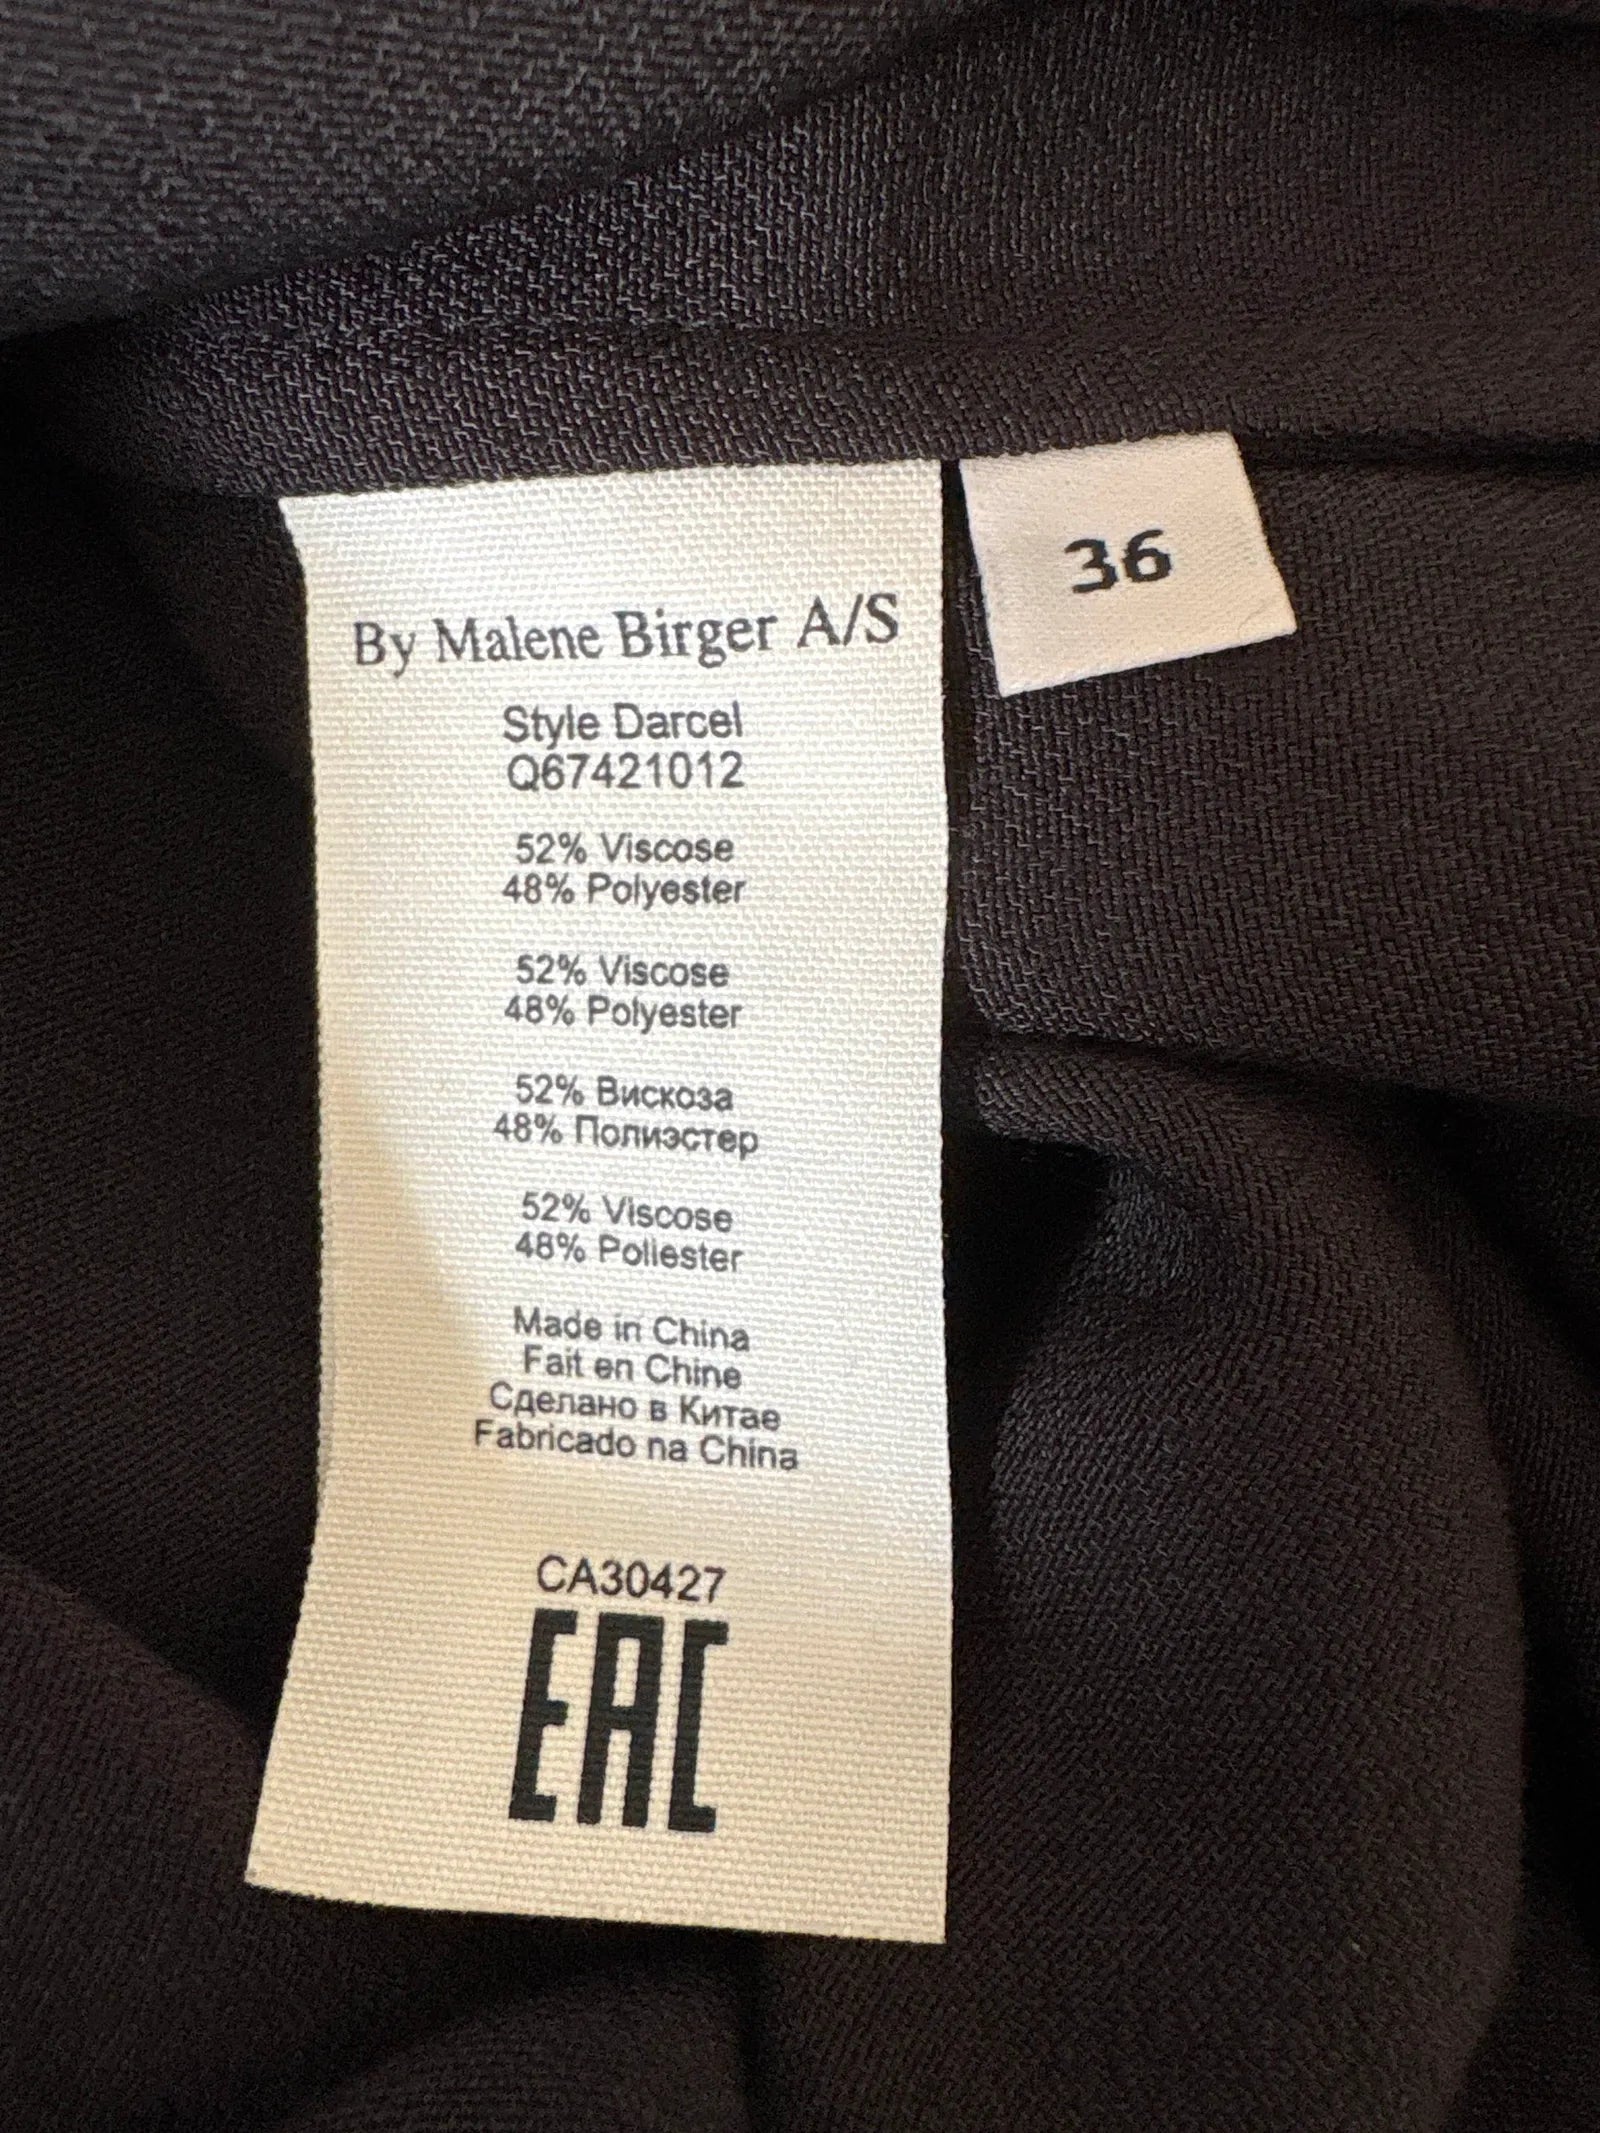 By Malene Birger A/S
36
Style Darcel
Q67421012
52% Viscose
48% Polyester
52% Viscose
48% Polyester
52% Вискоза
48% Полиэстер
52% Viscose
48% Poliester
Made in China
Fait en Chine
Сделано в Китае
Fabricado na China
CA30427
EAC